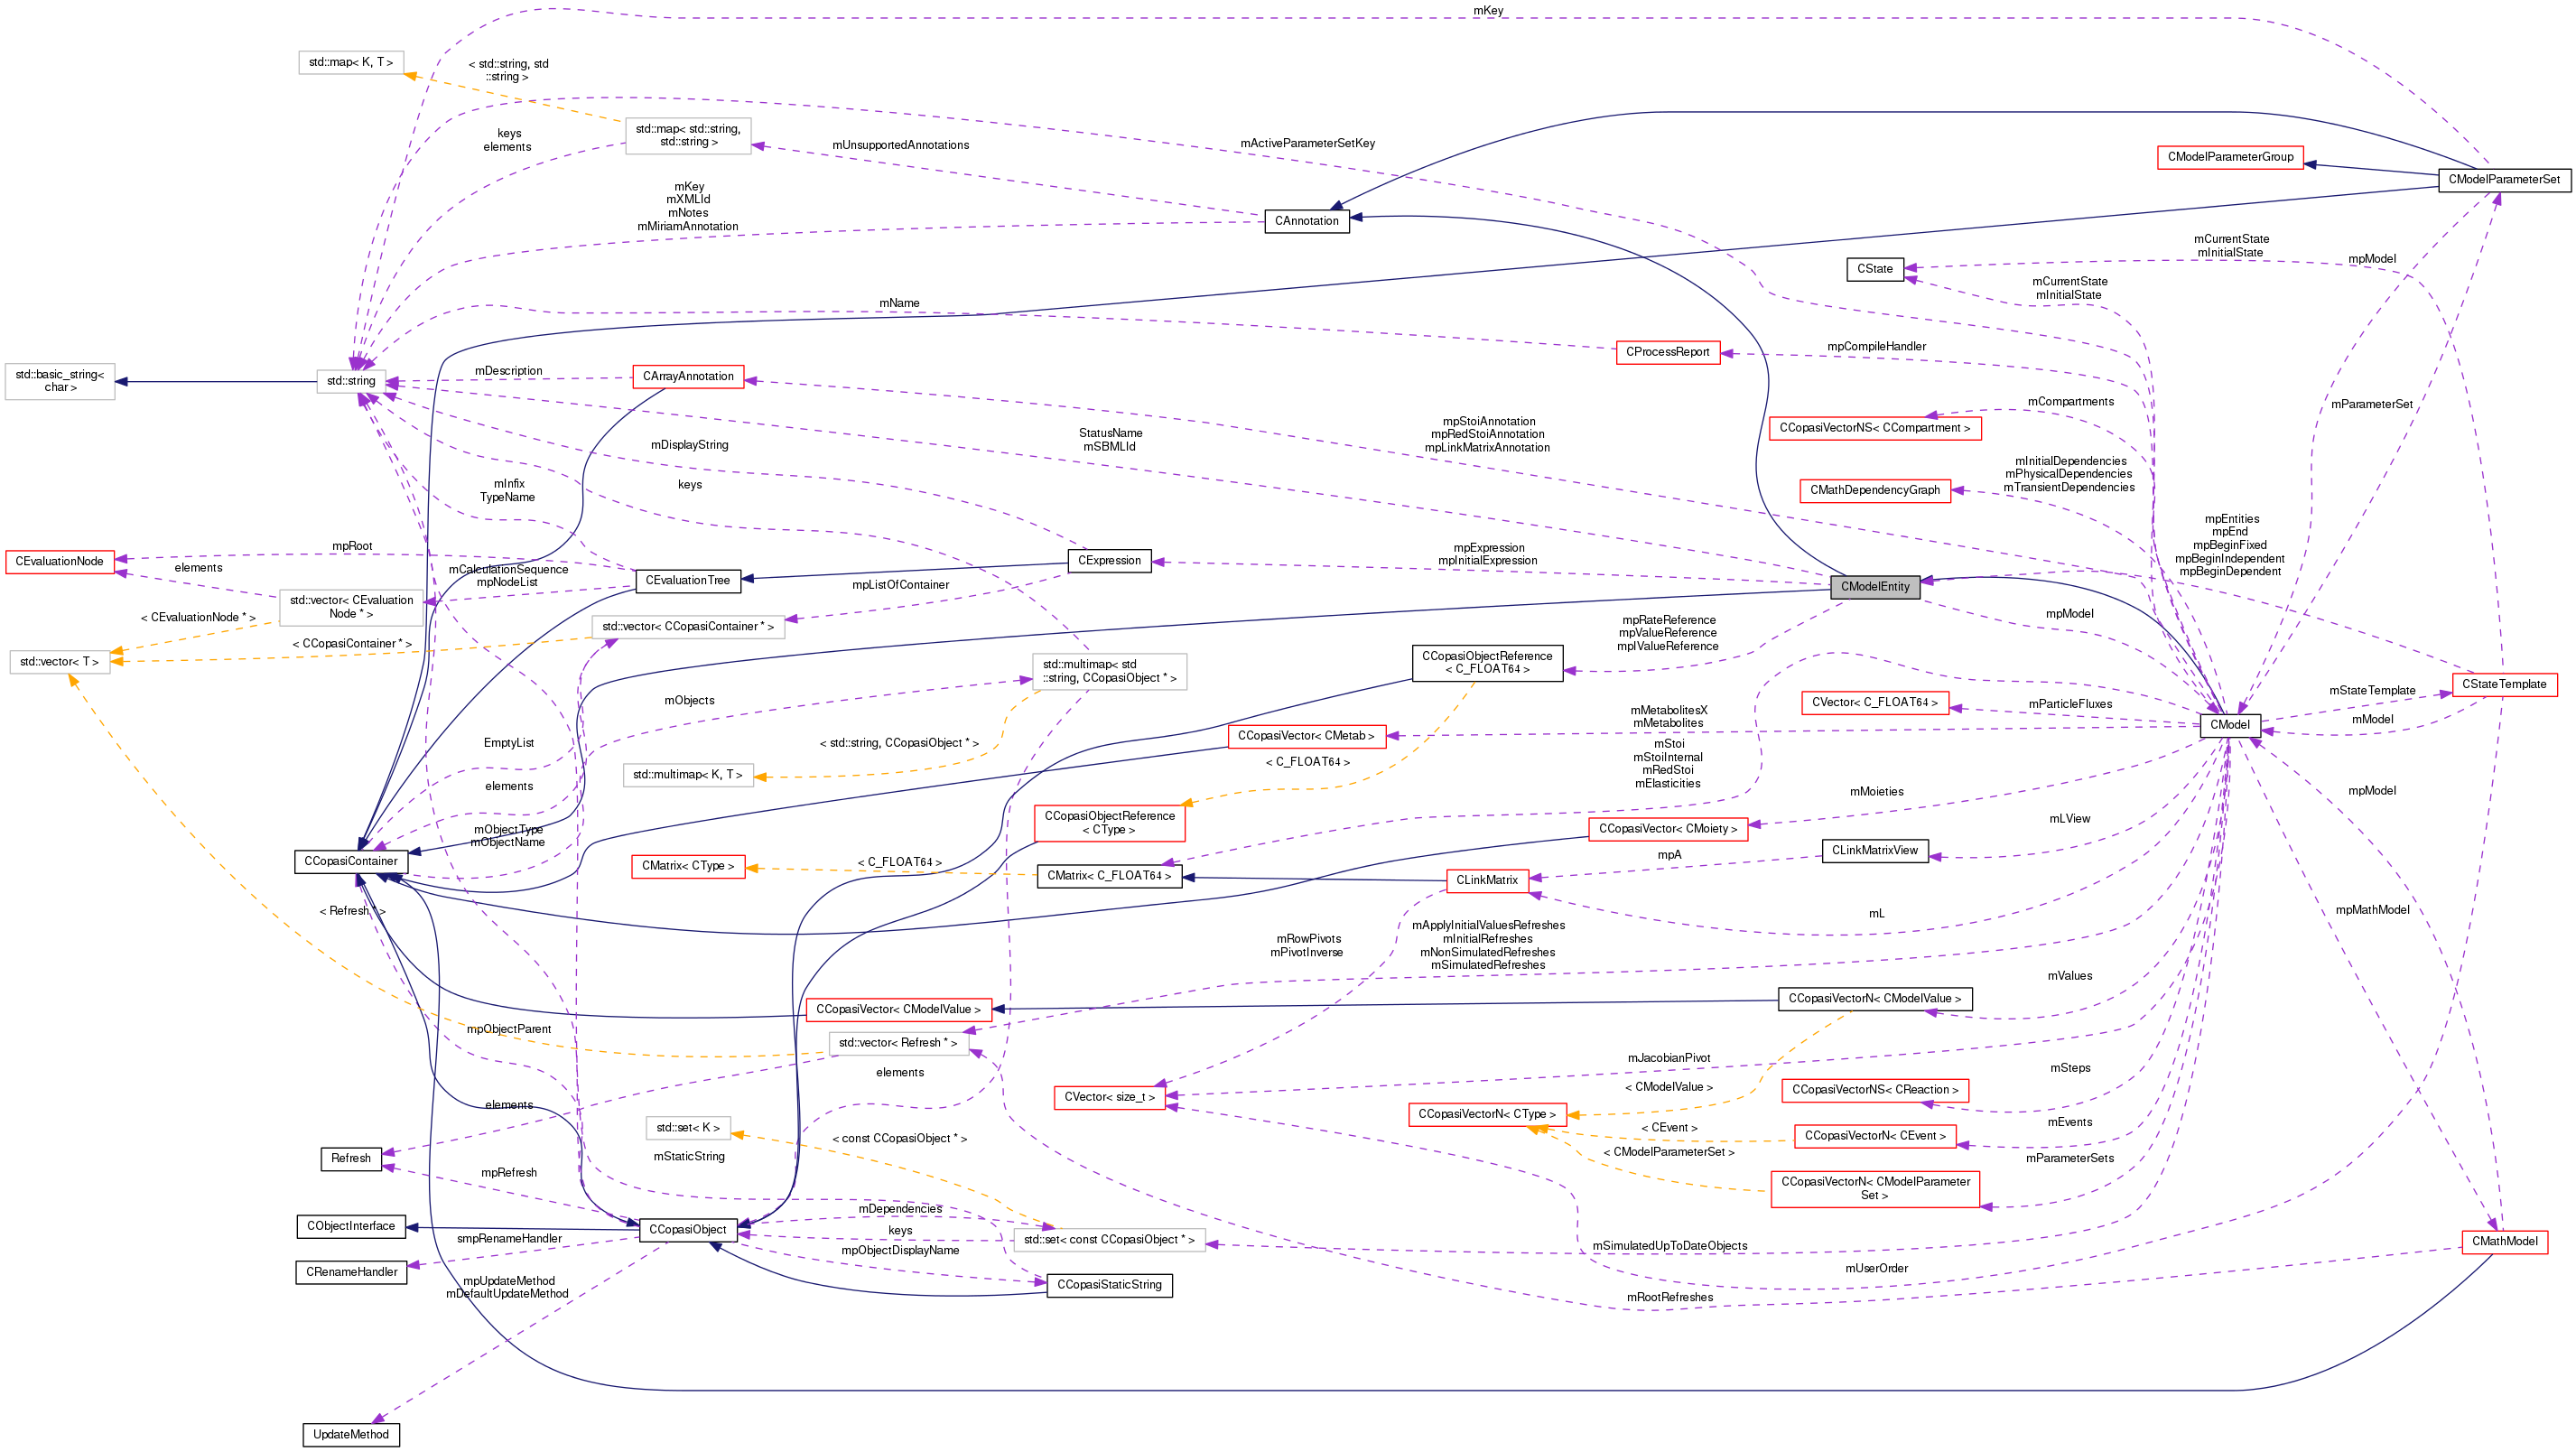 mKey
std::map< K, T >
< std::string, std
::string >
std::map< std::string,
std::string >
keys
elements
mUnsupportedAnnotations
mActiveParameterSetKey
CModelParameterGroup
CModelParameterSet
mKey
mXMLId
mNotes
mMiriamAnnotation
CAnnotation
mCurrentState
mInitialState
mpModel
CState
mCurrentState
mInitialState
mName
CProcessReport
mpCompileHandler
std::basic_string<
char >
std::string
mDescription
CArrayAnnotation
mCompartments
mParameterSet
CCopasiVectorNS< CCompartment >
mDisplayString
StatusName
mSBMLId
mpStoiAnnotation
mpRedStoiAnnotation
mpLinkMatrixAnnotation
mInfix
TypeName
keys
CMathDependencyGraph
mInitialDependencies
mPhysicalDependencies
mTransientDependencies
mpEntities
mpEnd
mpBeginFixed
mpBeginIndependent
mpBeginDependent
CEvaluationNode
mpRoot
elements
mCalculationSequence
mpNodeList
CEvaluationTree
CExpression
mpExpression
mpInitialExpression
CModelEntity
mpListOfContainer
std::vector< CEvaluation
Node * >
< CEvaluationNode * >
std::vector< CCopasiContainer * >
< CCopasiContainer * >
std::vector< T >
mpRateReference
mpValueReference
mpIValueReference
mpModel
std::multimap< std
::string, CCopasiObject * >
CCopasiObjectReference
< C_FLOAT64 >
CStateTemplate
mStateTemplate
mModel
CVector< C_FLOAT64 >
mParticleFluxes
CModel
mObjects
mMetabolitesX
mMetabolites
CCopasiVector< CMetab >
EmptyList
< std::string, CCopasiObject * >
std::multimap< K, T >
< C_FLOAT64 >
mStoi
mStoiInternal
mRedStoi
mElasticities
elements
mMoieties
mpModel
CCopasiObjectReference
< CType >
CCopasiVector< CMoiety >
mLView
mObjectType
mObjectName
CCopasiContainer
CMatrix< CType >
< C_FLOAT64 >
CMatrix< C_FLOAT64 >
CLinkMatrix
mpA
CLinkMatrixView
< Refresh * >
mL
mpMathModel
mRowPivots
mPivotInverse
mApplyInitialValuesRefreshes
mInitialRefreshes
mNonSimulatedRefreshes
mSimulatedRefreshes
mValues
CCopasiVector< CModelValue >
CCopasiVectorN< CModelValue >
mpObjectParent
std::vector< Refresh * >
elements
mJacobianPivot
mSteps
elements
CVector< size_t >
< CModelValue >
CCopasiVectorNS< CReaction >
CCopasiVectorN< CType >
mEvents
std::set< K >
< const CCopasiObject * >
< CEvent >
CCopasiVectorN< CEvent >
Refresh
mStaticString
mpRefresh
< CModelParameterSet >
mParameterSets
CCopasiVectorN< CModelParameter
Set >
CObjectInterface
CCopasiObject
mDependencies
keys
std::set< const CCopasiObject * >
smpRenameHandler
mpObjectDisplayName
mSimulatedUpToDateObjects
CMathModel
CRenameHandler
mUserOrder
mpUpdateMethod
mDefaultUpdateMethod
CCopasiStaticString
mRootRefreshes
UpdateMethod